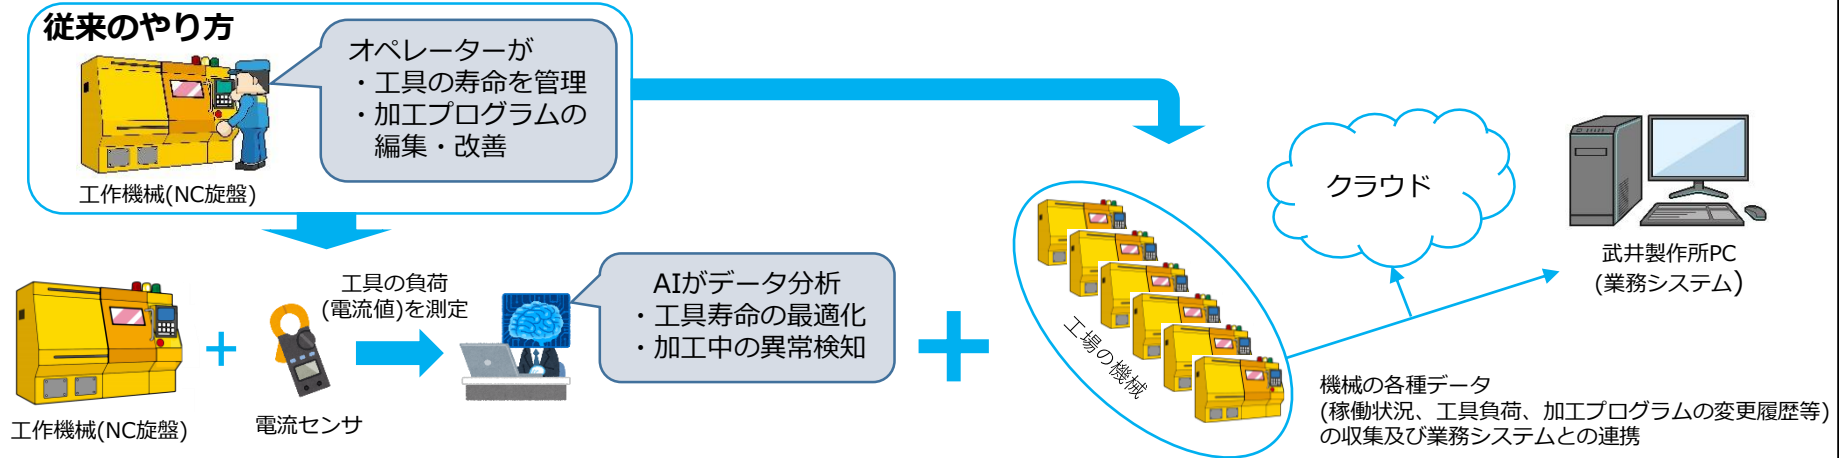 従来のやり方
オペレーターが
・工具の寿命を管理
・加工プログラムの
編集・改善
工作機械(NC旋盤)
クラウド
武井製作所PC
(業務システム)
工具の負荷
(電流値)を測定
AIがデータ分析
・工具寿命の最適化
・加工中の異常検知
工場の機械
工作機械(NC旋盤)
電流センサ
機械の各種データ
(稼働状況、工具負荷、加工プログラムの変更履歴等)
の収集及び業務システムとの連携